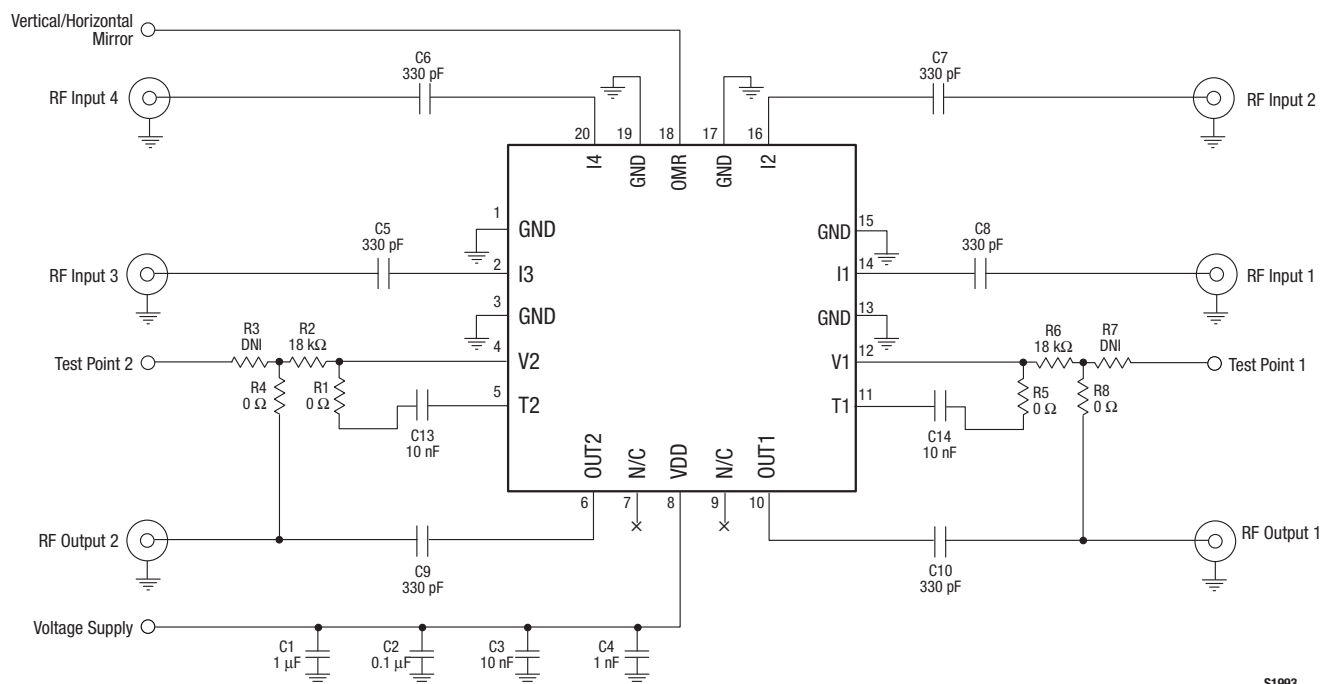 Vertical/Horizontal
Mirror
C6
330 pF
C7
330 pF
RF Input 4
RF Input 2
20
19
18
17
16
I4
GND
OMR
GND
I2
1
GND
15
GND
C5
330 pF
C8
330 pF
RF Input 3
2
I3
14
I1
RF Input 1
3
GND
13
GND
R3
DNI
R2
18 kΩ
R6
18 kΩ
R7
DNI
Test Point 2
4
V2
12
V1
Test Point 1
R4
0 Ω
R1
0 Ω
R5
0 Ω
R8
0 Ω
5
T2
11
T1
C13
10 nF
C14
10 nF
OUT2
N/C
VDD
N/C
OUT1
6
7
8
9
10
RF Output 2
RF Output 1
C9
330 pF
C10
330 pF
Voltage Supply
C1
1 µF
C2
0.1 µF
C3
10 nF
C4
1 nF
S1993